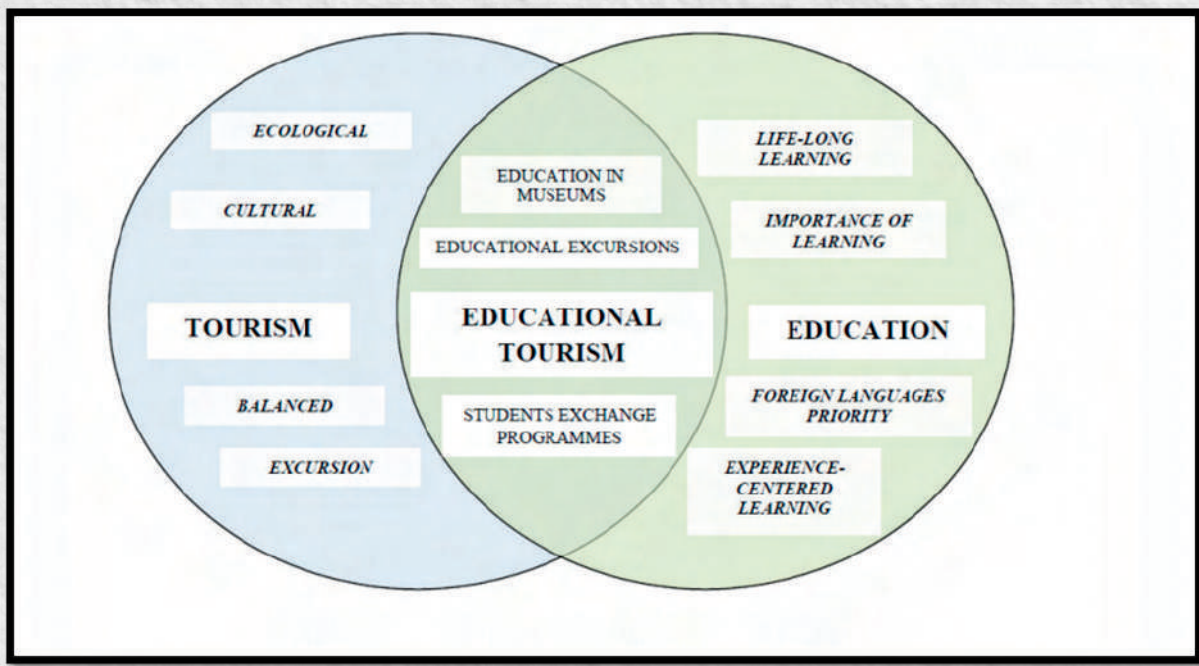 ECOLOGICAL
CULTURAL
TOURISM
BALANCED
EXCURSION
EDUCATION IN
MUSEUMS
EDUCATIONAL EXCURSIONS
EDUCATIONAL
TOURISM
STUDENTS EXCHANGE
PROGRAMMES
LIFE-LONG
LEARNING
IMPORTANCE OF
LEARNING
EDUCATION
FOREIGN LANGUAGES
PRIORITY
EXPERIENCE-
CENTERED
LEARNING